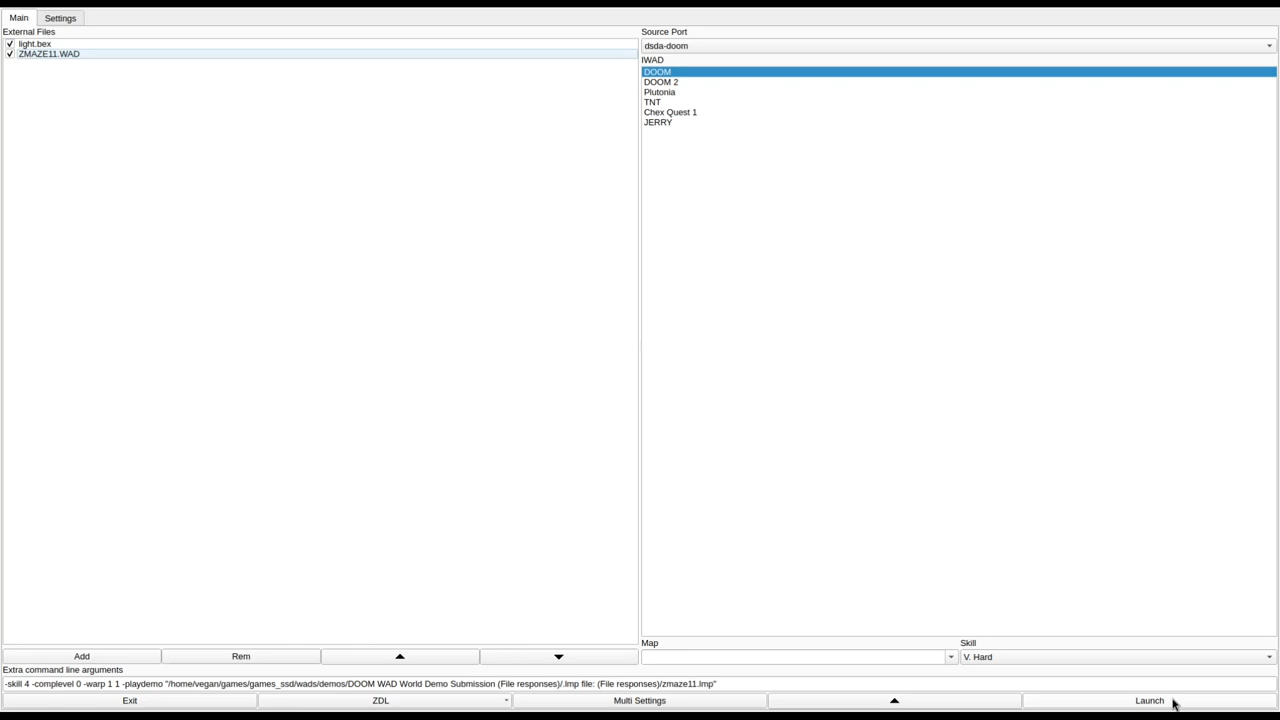 Main
Settings
External Files
light.bex
ZMAZE11.WAD
Source Port
dsda-doom
IWAD
DOOM
DOOM 2
Plutonia
TNT
Chex Quest 1
JERRY
Add
Rem
Map
Skill
V. Hard
Extra command line arguments
-skill 4 -complevel 0 -warp 1 1 -playdemo "/home/vegan/games/games_ssd/wads/demos/DOOM WAD World Demo Submission (File responses)/.lmp file: (File responses)/zmaze11.lmp"
Exit
ZDL
Multi Settings
Launch